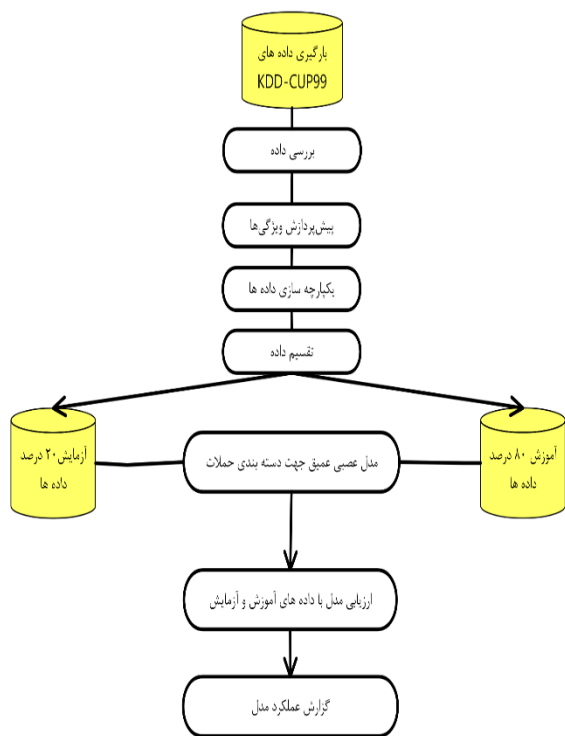 بارگیری داده های
KDD-CUP99
بررسی داده
پیش‌پردازش ویژگی‌ها
یکپارچه سازی داده ها
تقسیم داده
آموزش ۸۰ درصد
داده ها
مدل عصبی عمیق جهت دسته بندی حملات
آزمایش۲۰ درصد
داده ها
ارزیابی مدل با داده های آموزش و آزمایش
گزارش عملکرد مدل